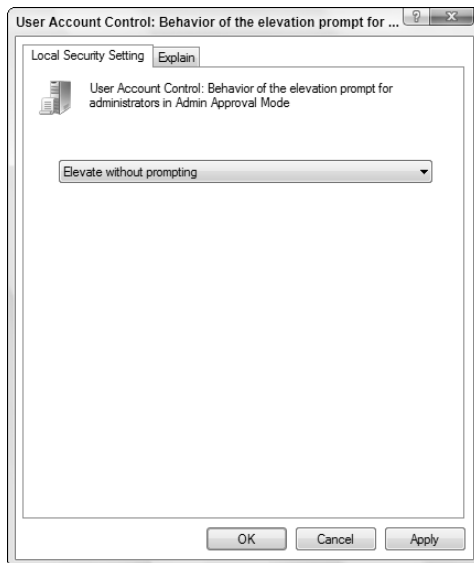 User Account Control: Behavior of the elevation prompt for ...
Local Security Setting
Explain
User Account Control: Behavior of the elevation prompt for
administrators in Admin Approval Mode
Elevate without prompting
OK
Cancel
Apply